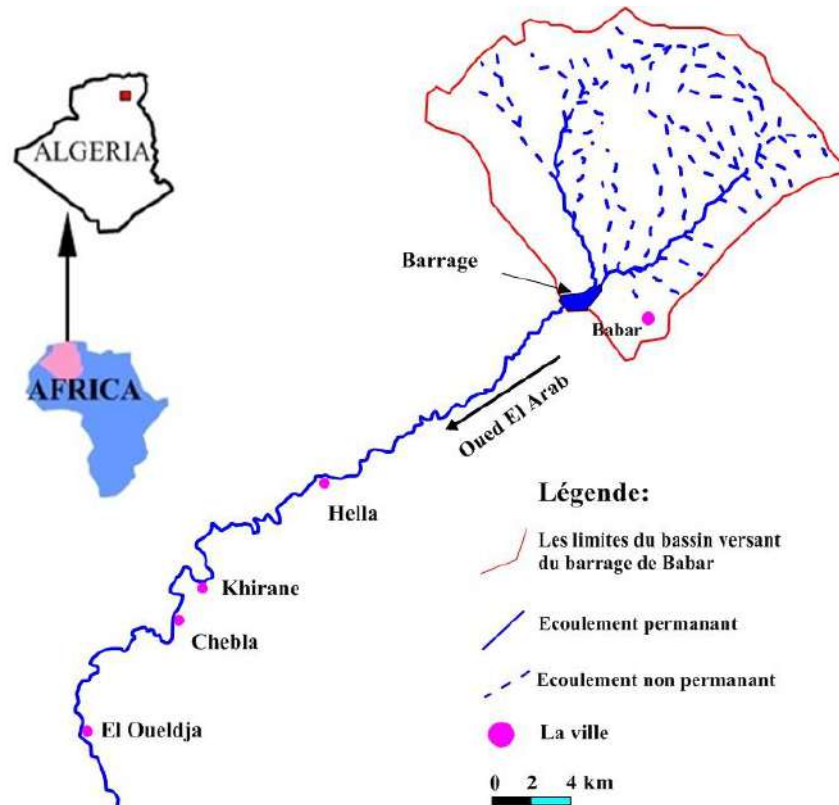 ALGERIA
AFRICA
Barrage
Babar
Oued El Arab
Hella
Khirane
Chebla
El Oueldja
Légende:
Les limites du bassin versant
du barrage de Babar
Ecoulement permanant
Ecoulement non permanant
La ville
0 2 4 km